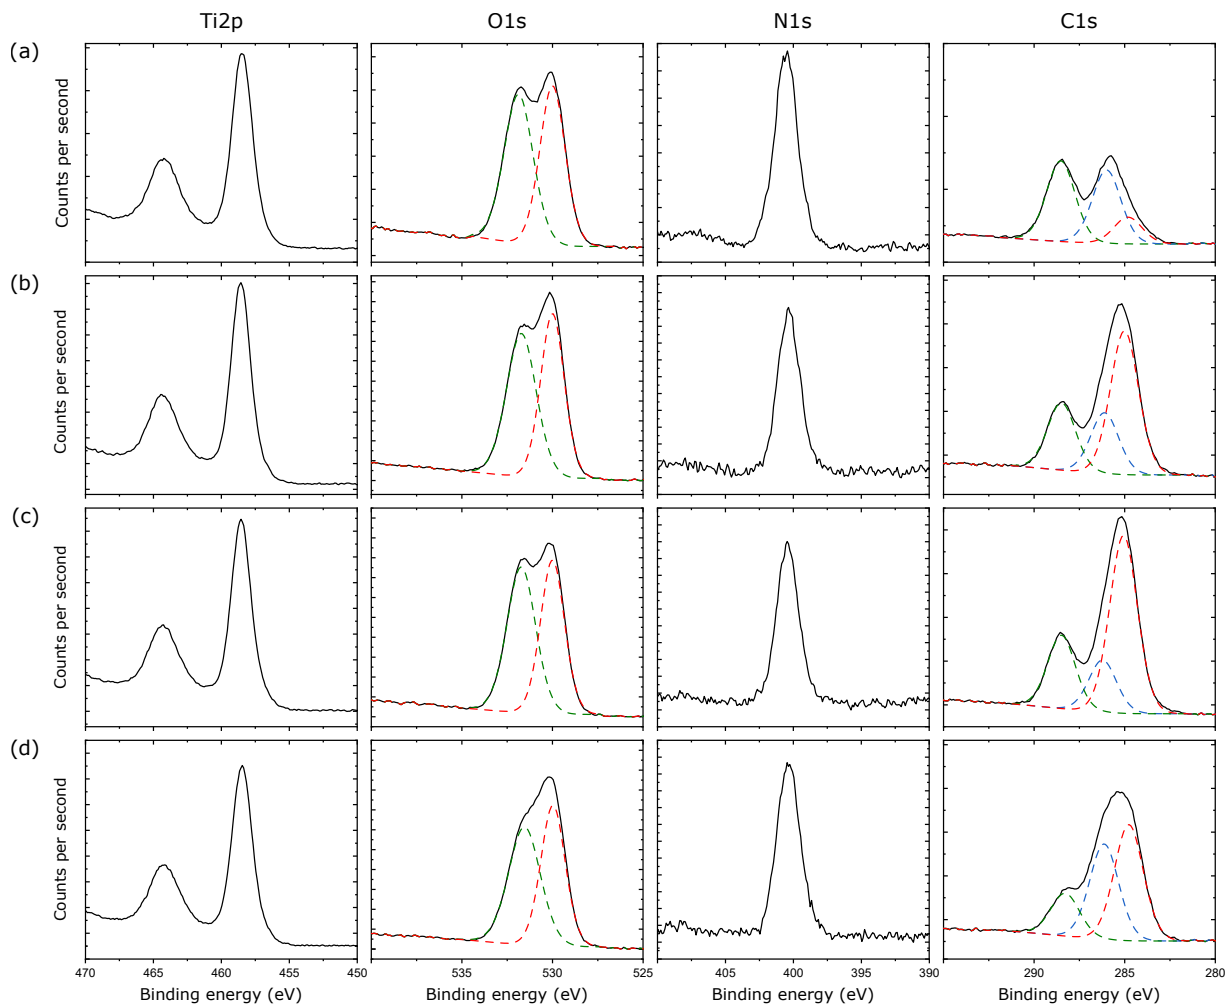 Ti2p O1s N1s C1s
(a)
Counts per second
(b)
Counts per second
(c)
Counts per second
(d)
Counts per second
470 465 460 455 450 535 530 525 405 400 395 390 290 285 280
Binding energy (eV) Binding energy (eV) Binding energy (eV) Binding energy (eV)